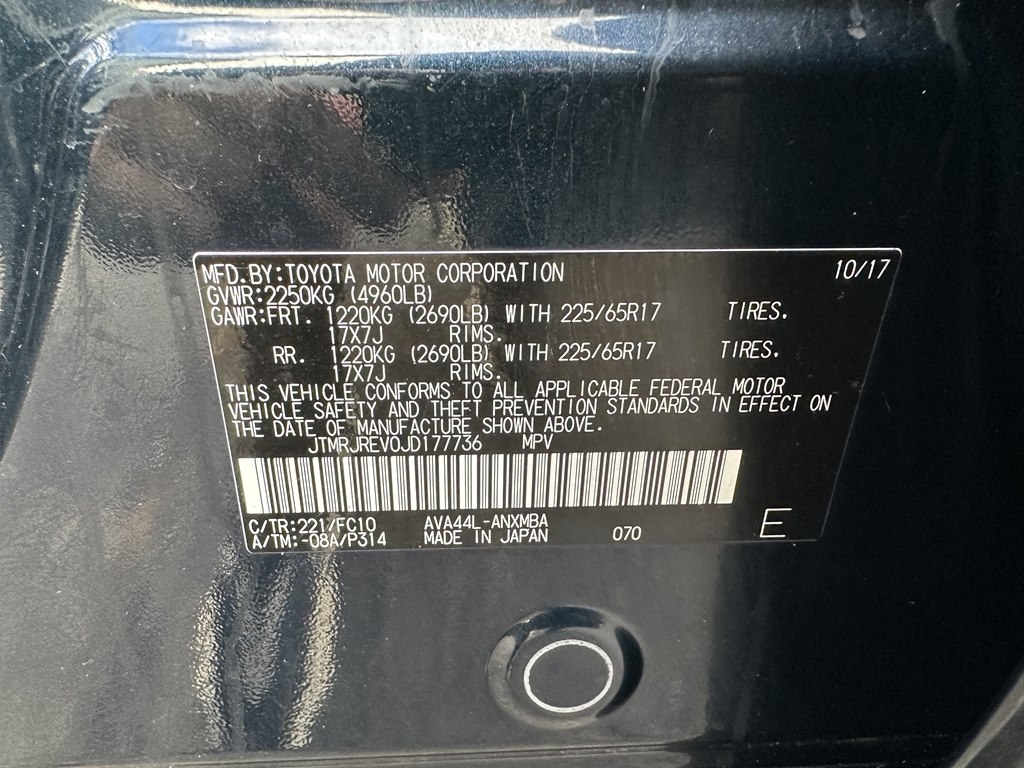 MFD.BY:TOYOTA MOTOR CORPORATION 10/17
GVWR:2250KG (4960LB)
GAWR:FRT. 1220KG (2690LB) WITH 225/65R17 TIRES.
17X7J RIMS.
RR. 1220KG (2690LB) WITH 225/65R17 TIRES.
17X7J RIMS.
THIS VEHICLE CONFORMS TO ALL APPLICABLE FEDERAL MOTOR
VEHICLE SAFETY AND THEFT PREVENTION STANDARDS IN EFFECT ON
THE DATE OF MANUFACTURE SHOWN ABOVE.
JTMRJREV0JD177736 MPV
C/TR:221/FC10 AVA44L-ANXMBA
A/TM:-08A/P314 MADE IN JAPAN 070 E